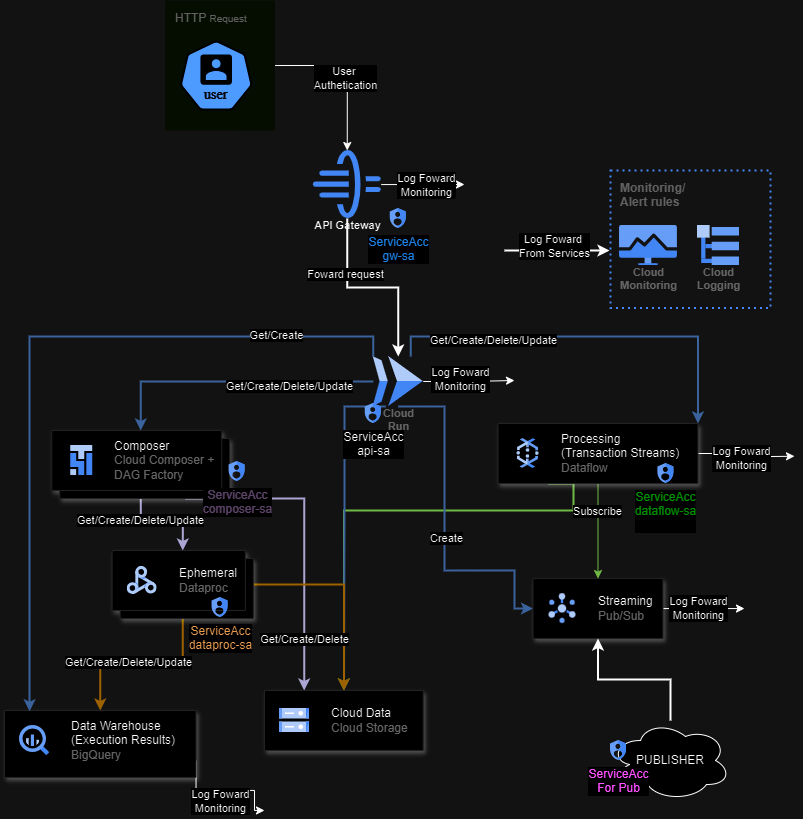 HTTP Request
user
User
Authetication
Log Foward
Monitoring
API Gateway
ServiceAcc
gw-sa
Foward request
Monitoring/
Alert rules
Cloud
Monitoring
Cloud
Logging
Log Foward
From Services
Get/Create
Get/Create/Delete/Update
Get/Create/Delete/Update
Log Foward
Monitoring
Cloud
Run
ServiceAcc
api-sa
Composer
Cloud Composer +
DAG Factory
ServiceAcc
composer-sa
Processing
(Transaction Streams)
Dataflow
Log Foward
Monitoring
ServiceAcc
dataflow-sa
Get/Create/Delete/Update
Subscribe
Create
Ephemeral
Dataproc
ServiceAcc
dataproc-sa
Streaming
Pub/Sub
Log Foward
Monitoring
Get/Create/Delete
Get/Create/Delete/Update
Data Warehouse
(Execution Results)
BigQuery
Log Foward
Monitoring
Cloud Data
Cloud Storage
PUBLISHER
ServiceAcc
For Pub